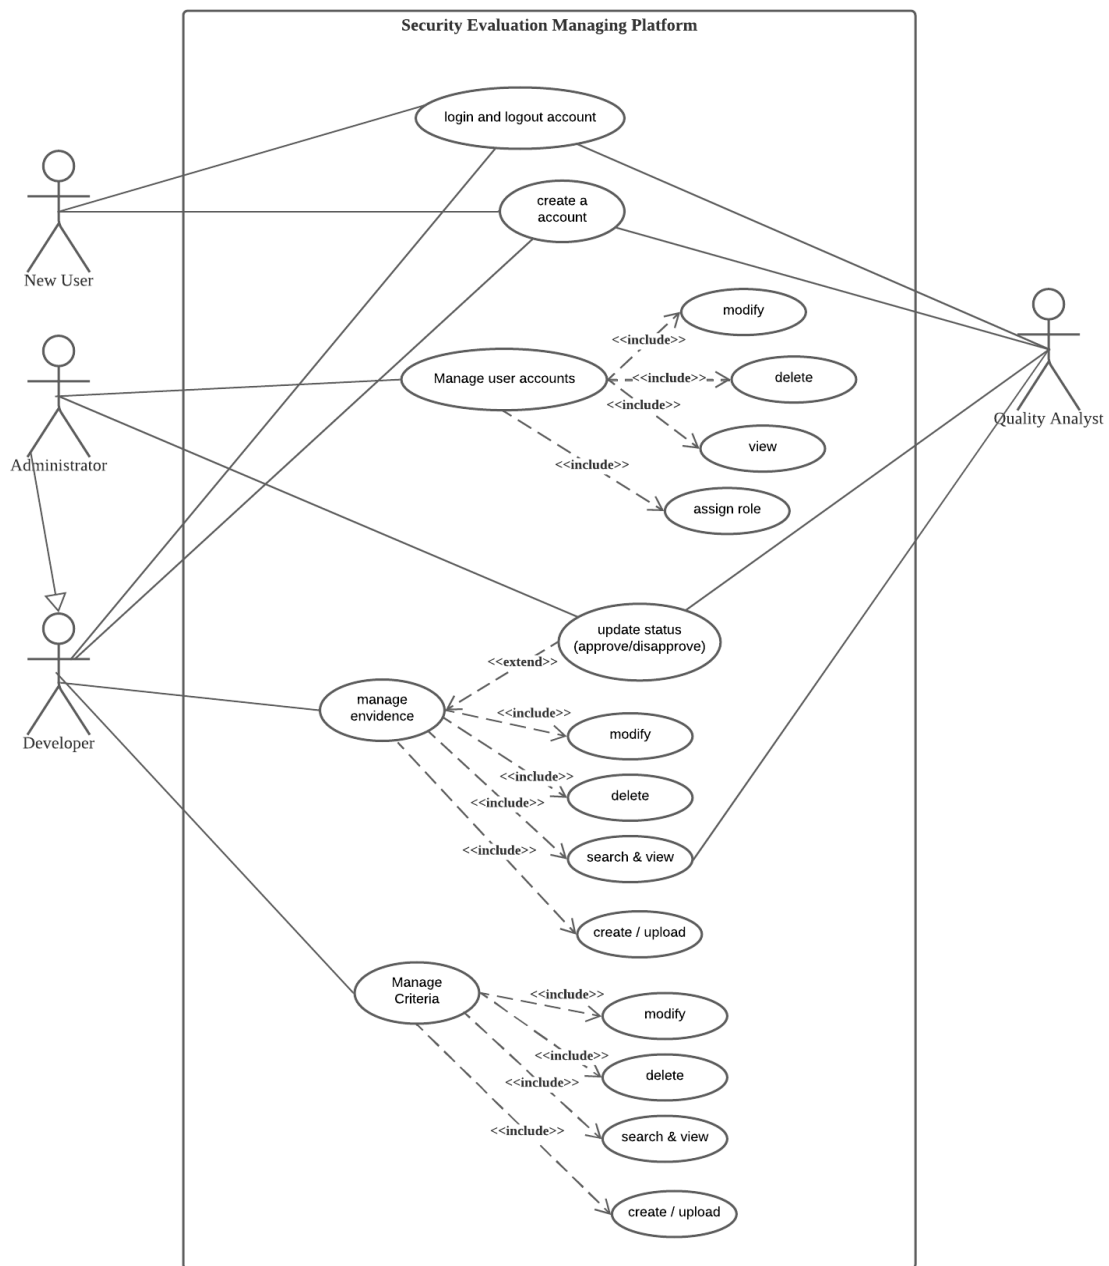 Security Evaluation Managing Platform
login and logout account
create a
account
New User
modify
<<include>>
Manage user accounts
<<include>>
delete
<<include>>
view
<<include>>
assign role
Administrator
Quality Analyst
update status
(approve/disapprove)
<<extend>>
Developer
manage
envidence
<<include>>
modify
<<include>>
delete
<<include>>
search & view
<<include>>
create / upload
Manage
Criteria
<<include>>
modify
<<include>>
delete
<<include>>
search & view
<<include>>
create / upload